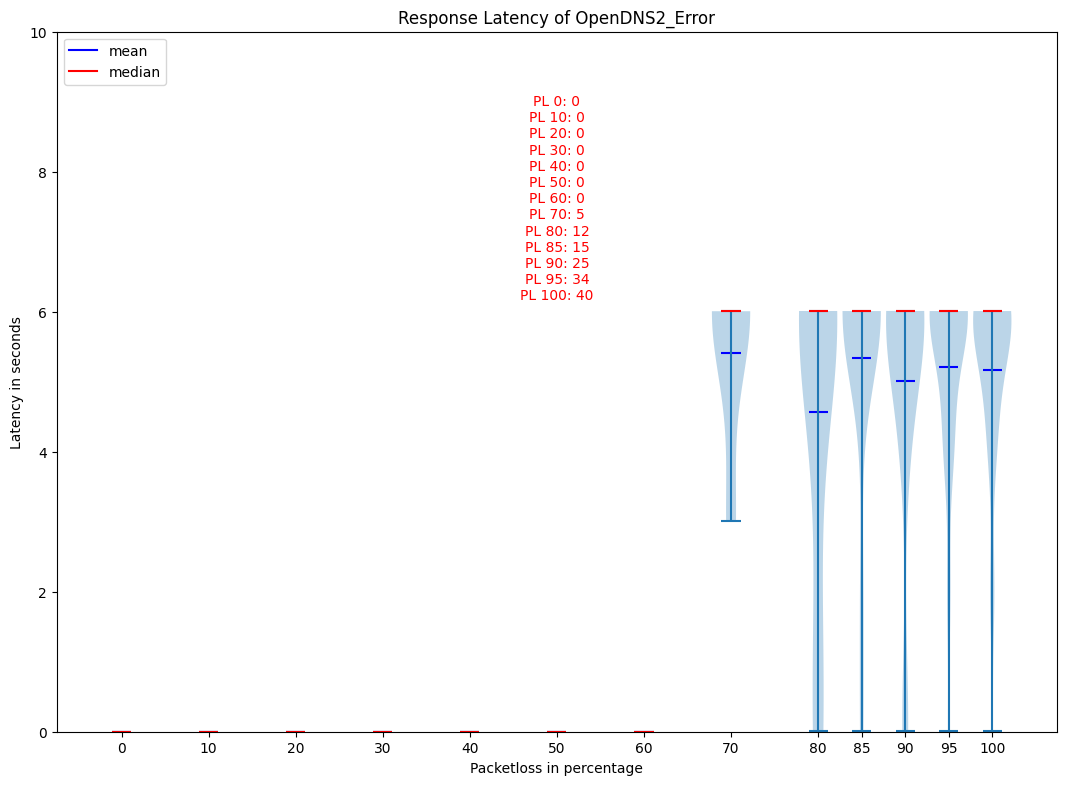 Response Latency of OpenDNS2_Error
10
mean
median
PL 0: 0
PL 10: 0
PL 20: 0
PL 30: 0
PL 40: 0
PL 50: 0
PL 60: 0
PL 70: 5
PL 80: 12
PL 85: 15
PL 90: 25
PL 95: 34
PL 100: 40
8
6
4
2
0
Latency in seconds
0 10 20 30 40 50 60 70 80 85 90 95 100
Packetloss in percentage